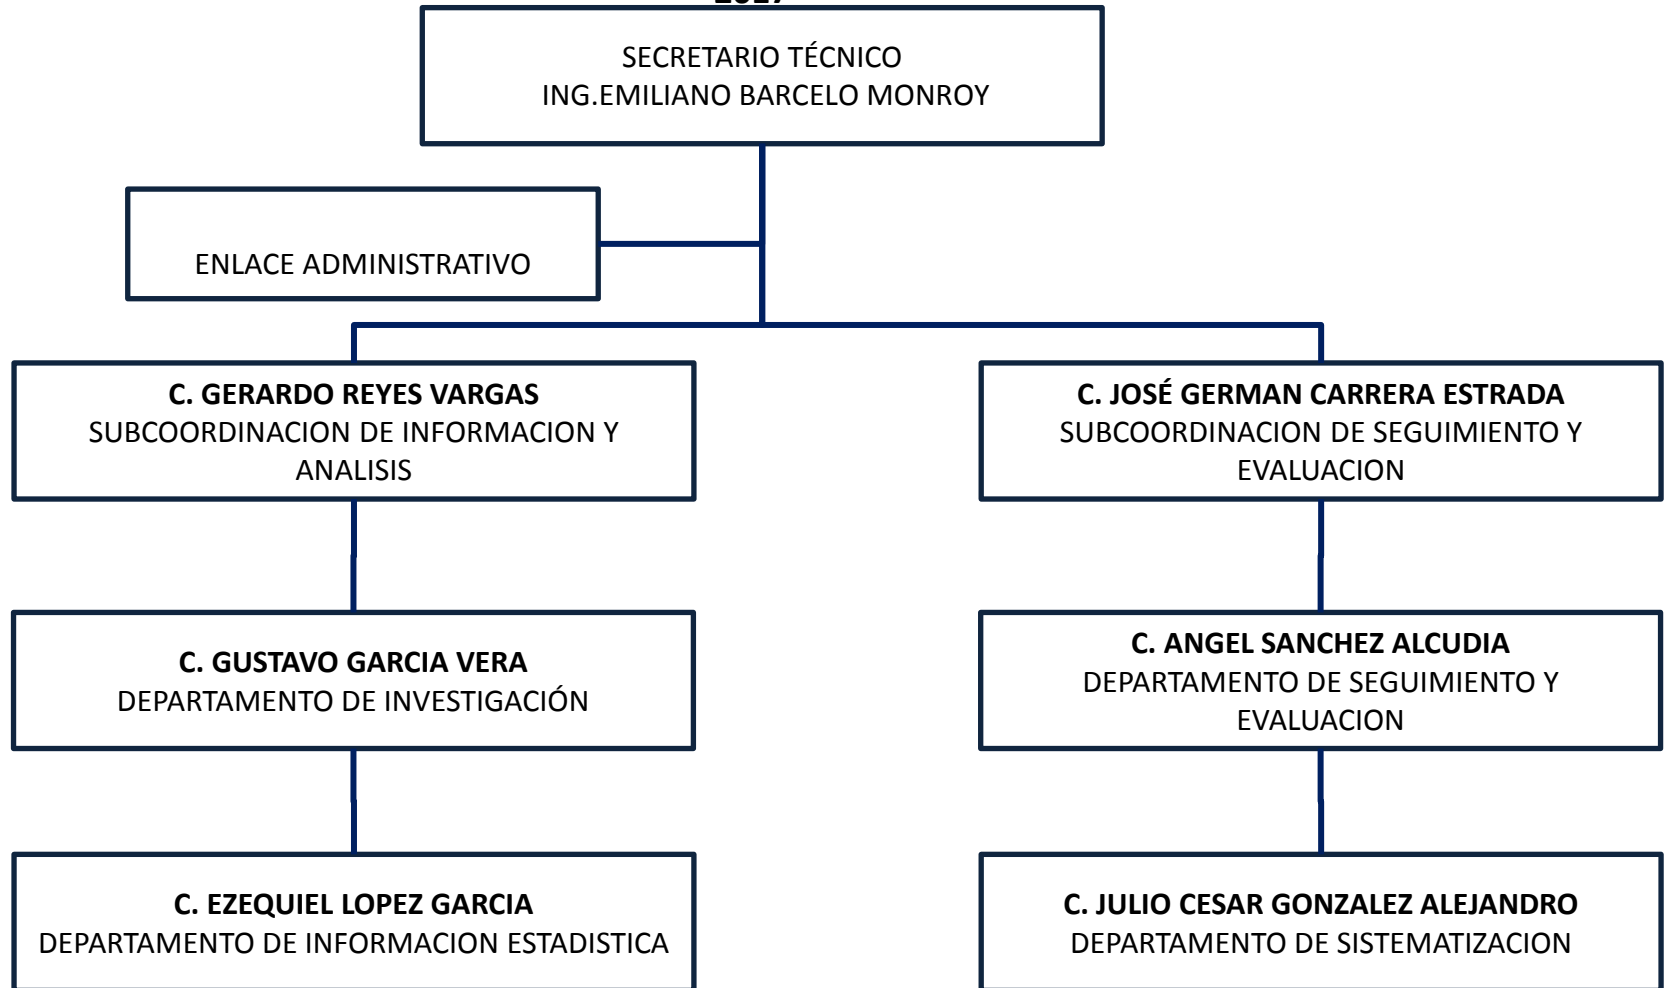 SECRETARIO TÉCNICO
ING.EMILIANO BARCELO MONROY
ENLACE ADMINISTRATIVO
C. GERARDO REYES VARGAS
SUBCOORDINACION DE INFORMACION Y
ANALISIS
C. JOSÉ GERMAN CARRERA ESTRADA
SUBCOORDINACION DE SEGUIMIENTO Y
EVALUACION
C. GUSTAVO GARCIA VERA
DEPARTAMENTO DE INVESTIGACIÓN
C. ANGEL SANCHEZ ALCUDIA
DEPARTAMENTO DE SEGUIMIENTO Y
EVALUACION
C. EZEQUIEL LOPEZ GARCIA
DEPARTAMENTO DE INFORMACION ESTADISTICA
C. JULIO CESAR GONZALEZ ALEJANDRO
DEPARTAMENTO DE SISTEMATIZACION